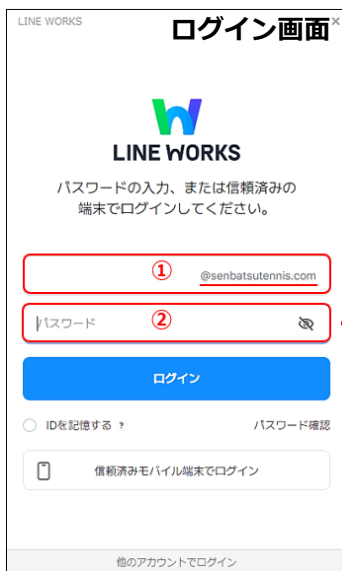 LINE WORKS
ログイン画面
×
LINE WORKS
パスワードの入力、または信頼済みの
端末でログインしてください。
① @senbatsutennis.com
パスワード ②
ログイン
IDを記憶する ? パスワード確認
信頼済みモバイル端末でログイン
他のアカウントでログイン